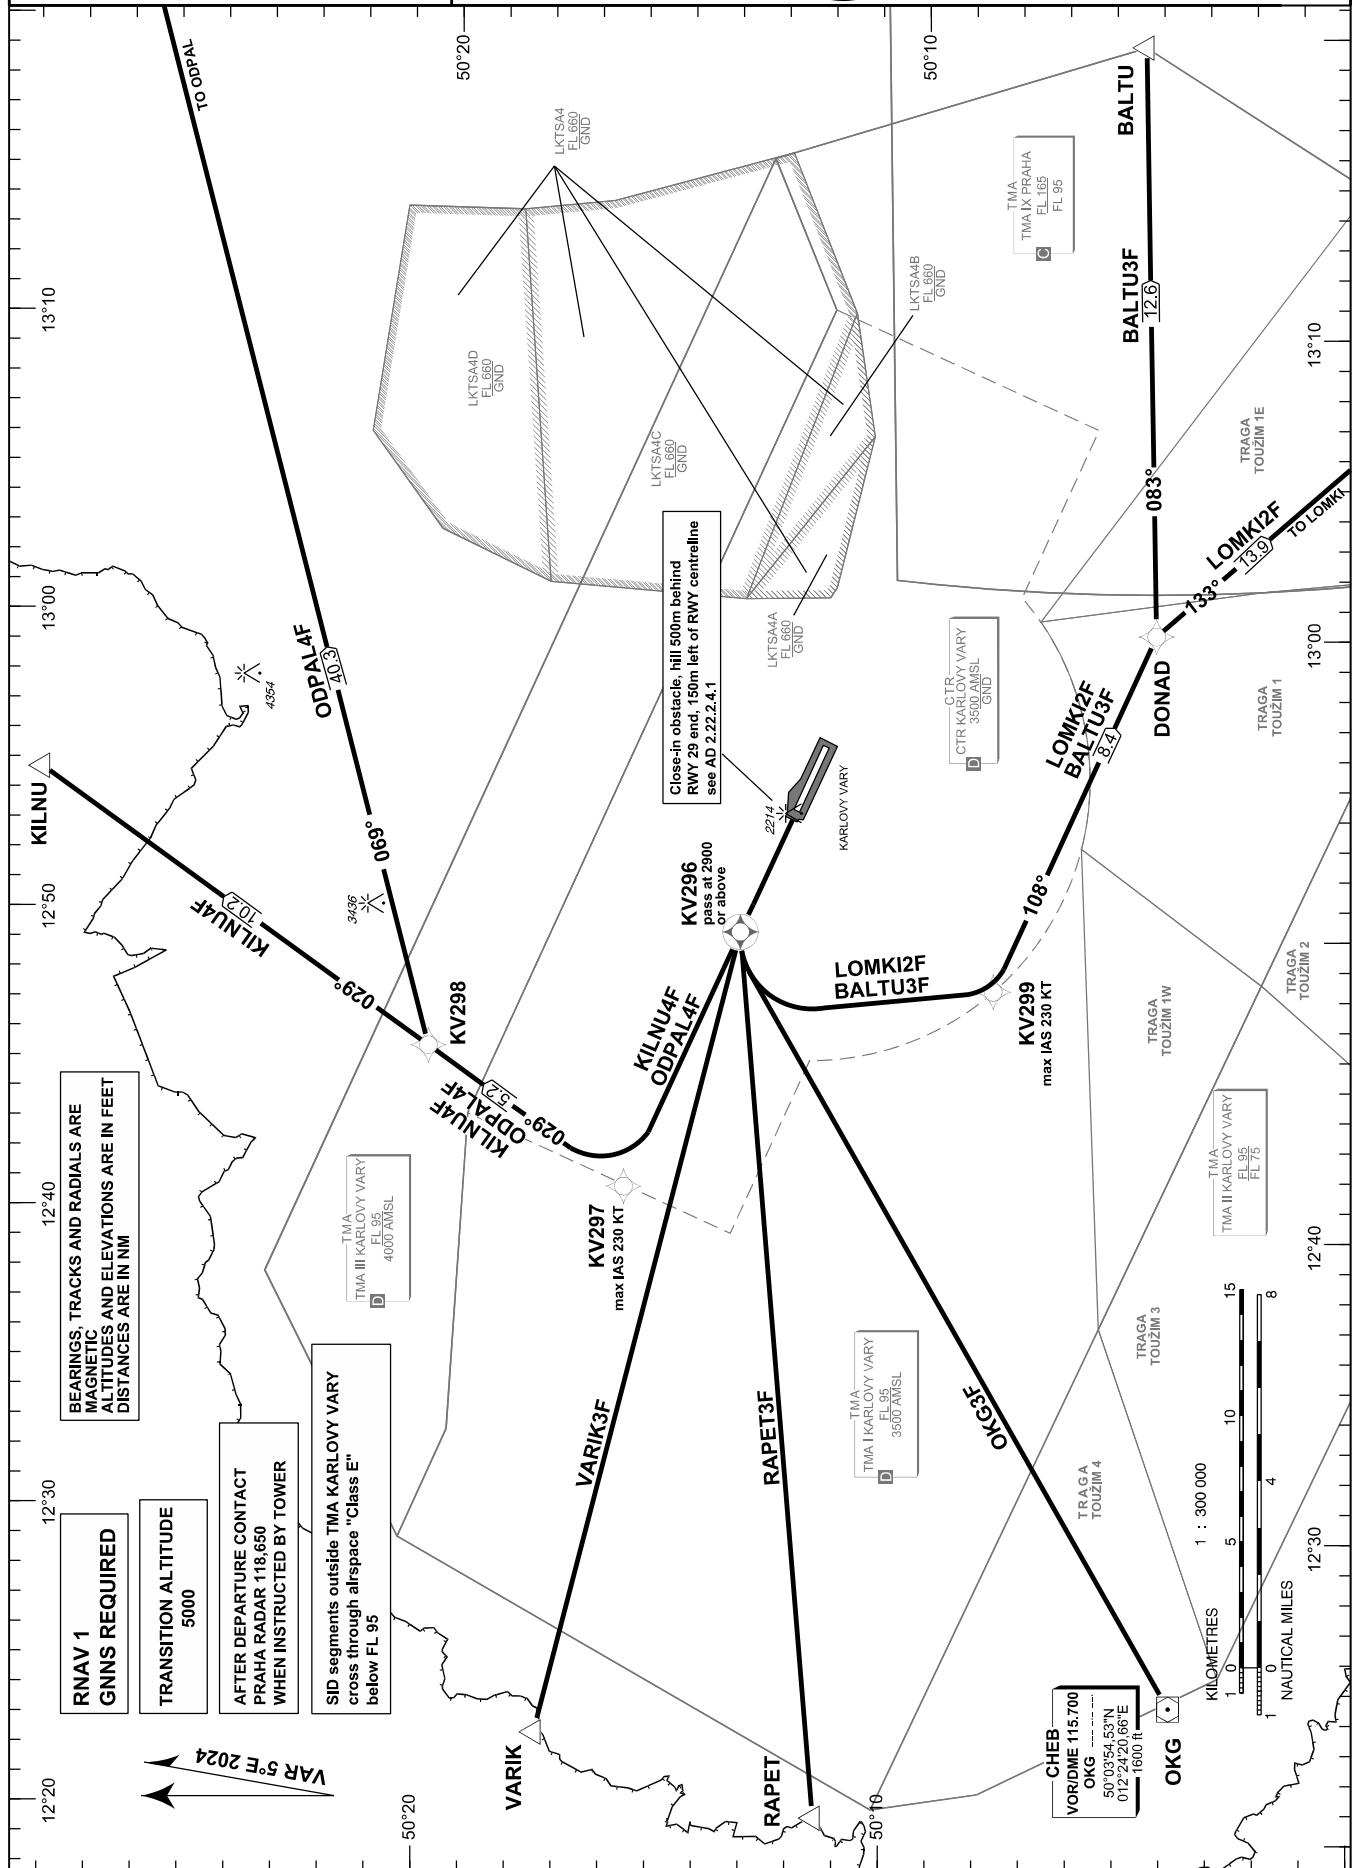 RNAV 1
GNNS REQUIRED
TRANSITION ALTITUDE
5000
AFTER DEPARTURE CONTACT
PRAHA RADAR 118,650
WHEN INSTRUCTED BY TOWER
SID segments outside TMA KARLOVY VARY
cross through airspace "Class E"
below FL 95
BEARINGS, TRACKS AND RADIALS ARE
MAGNETIC
ALTITUDES AND ELEVATIONS ARE IN FEET
DISTANCES ARE IN NM
VAR 5°E 2024
12°20
12°30
12°40
12°50
13°00
13°10
50°20
50°10
50°20
50°10
12°30
12°40
13°00
13°10
KILNU
TO ODPAL
ODPAL4F
40.3
069°
4354
3436
KILNU4F
10.2
029°
KV298
KILNU4F
ODPAL4F
5.2
029°
KV297
max IAS 230 KT
KILNU4F
ODPAL4F
KV296
pass at 2900
or above
2214
KARLOVY VARY
Close-in obstacle, hill 500m behind
RWY 29 end, 150m left of RWY centreline
see AD 2.22.2.4.1
LOMKI2F
BALTU3F
KV299
max IAS 230 KT
108°
LOMKI2F
BALTU3F
8.4
DONAD
083°
BALTU3F
12.6
BALTU
133°
LOMKI2F
13.9
TO LOMKI
VARIK3F
VARIK
RAPET3F
RAPET
OKG3F
OKG
CHEB
VOR/DME 115.700
OKG
50°03'54,53"N
012°24'20,66"E
1600 ft
TMA
TMA III KARLOVY VARY
FL 95
4000 AMSL
D
TMA
TMA I KARLOVY VARY
FL 95
3500 AMSL
D
TMA
TMA II KARLOVY VARY
FL 95
FL 75
CTR
CTR KARLOVY VARY
3500 AMSL
GND
D
TMA
TMA IX PRAHA
FL 165
FL 95
C
LKTSA4
FL 660
GND
LKTSA4D
FL 660
GND
LKTSA4C
FL 660
GND
LKTSA4B
FL 660
GND
LKTSA4A
FL 660
GND
TRAGA
TOUŽIM 1E
TRAGA
TOUŽIM 1
TRAGA
TOUŽIM 2
TRAGA
TOUŽIM 1W
TRAGA
TOUŽIM 3
TRAGA
TOUŽIM 4
1 : 300 000
KILOMETRES
1 0 5 10 15
1 0 4 8
NAUTICAL MILES